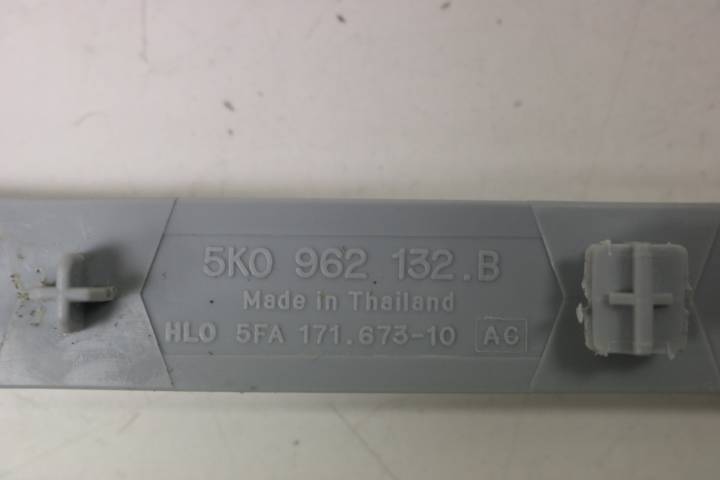 5K0 962 132.B
Made in Thailand
HLO 5FA 171.673-10 AC